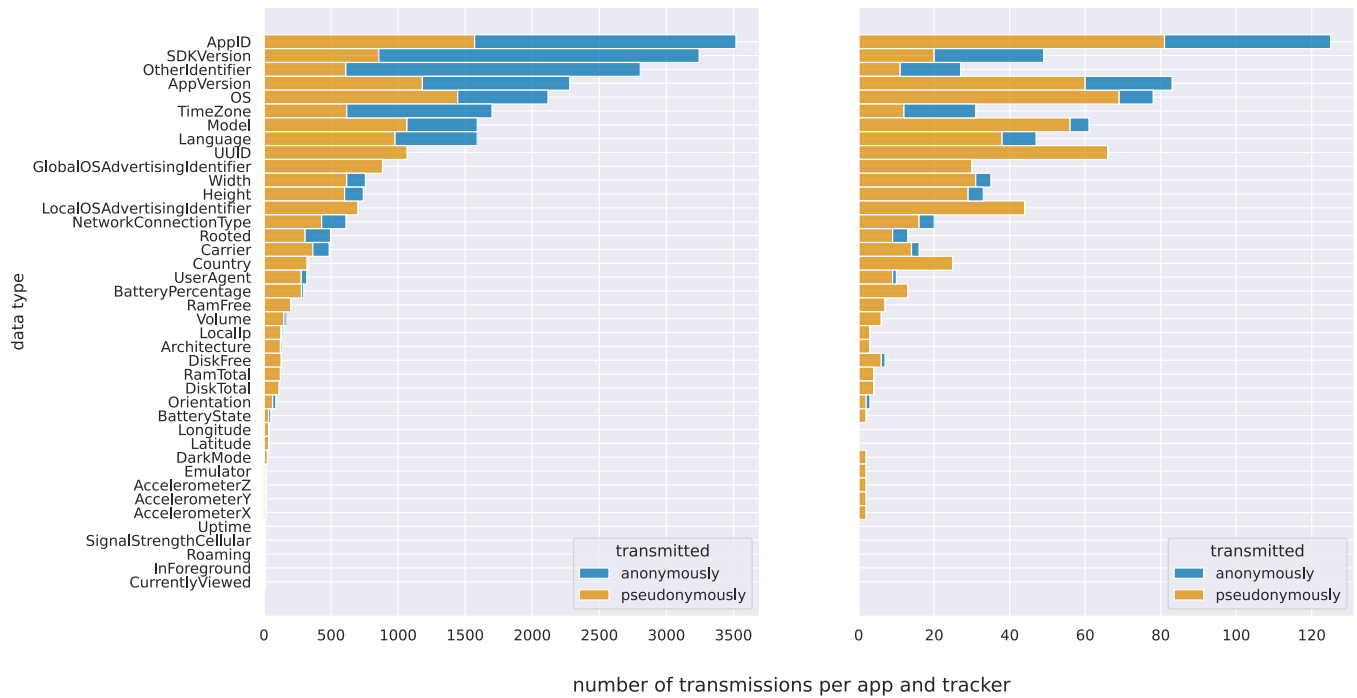 data type
AppID
SDKVersion
OtherIdentifier
AppVersion
OS
TimeZone
Model
Language
UUID
GlobalOSAdvertisingIdentifier
Width
Height
LocalOSAdvertisingIdentifier
NetworkConnectionType
Rooted
Carrier
Country
UserAgent
BatteryPercentage
RamFree
Volume
LocalIp
Architecture
DiskFree
RamTotal
DiskTotal
Orientation
BatteryState
Longitude
Latitude
DarkMode
Emulator
AccelerometerZ
AccelerometerY
AccelerometerX
Uptime
SignalStrengthCellular
Roaming
InForeground
CurrentlyViewed
transmitted
anonymously
pseudonymously
0 500 1000 1500 2000 2500 3000 3500
transmitted
anonymously
pseudonymously
0 20 40 60 80 100 120
number of transmissions per app and tracker